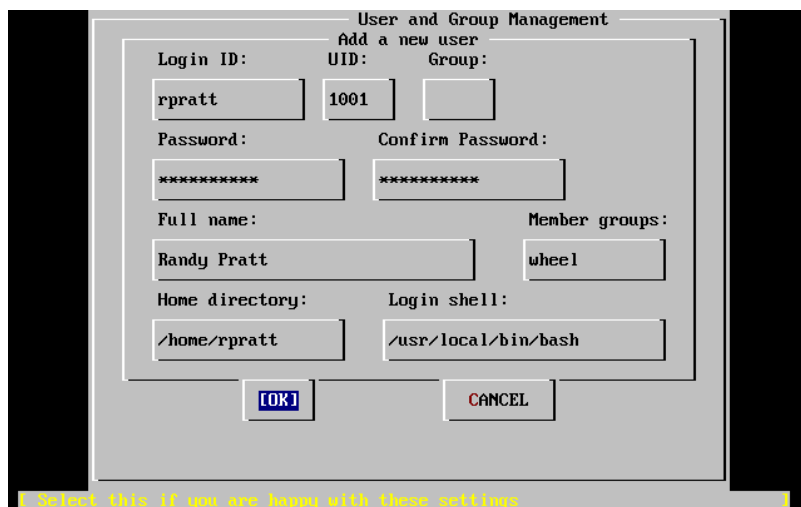 User and Group Management
Add a new user
Login ID: UID: Group:
rpratt 1001
Password: Confirm Password:
********** **********
Full name: Member groups:
Randy Pratt wheel
Home directory: Login shell:
/home/rpratt /usr/local/bin/bash
[OK] CANCEL
[ Select this if you are happy with these settings ]